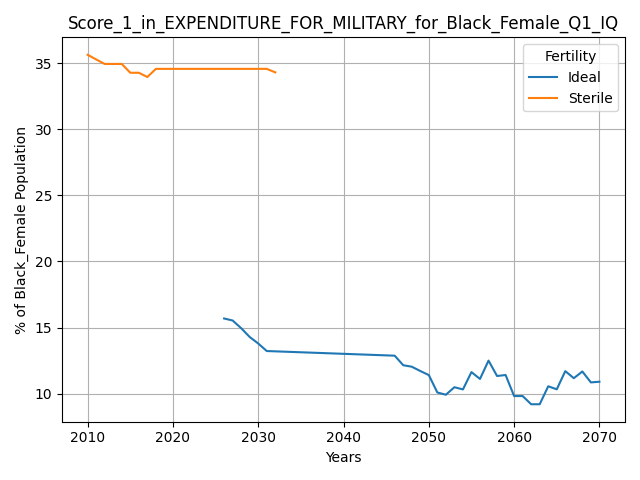 Score_1_in_EXPENDITURE_FOR_MILITARY_for_Black_Female_Q1_IQ
Fertility
Ideal
Sterile
% of Black_Female Population
35
30
25
20
15
10
2010 2020 2030 2040 2050 2060 2070
Years